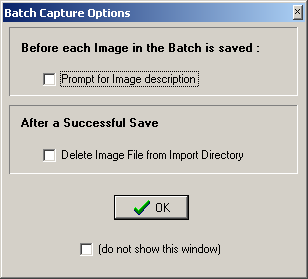 Batch Capture Options
Before each Image in the Batch is saved :
Prompt for Image description
After a Successful Save
Delete Image File from Import Directory
OK
(do not show this window)